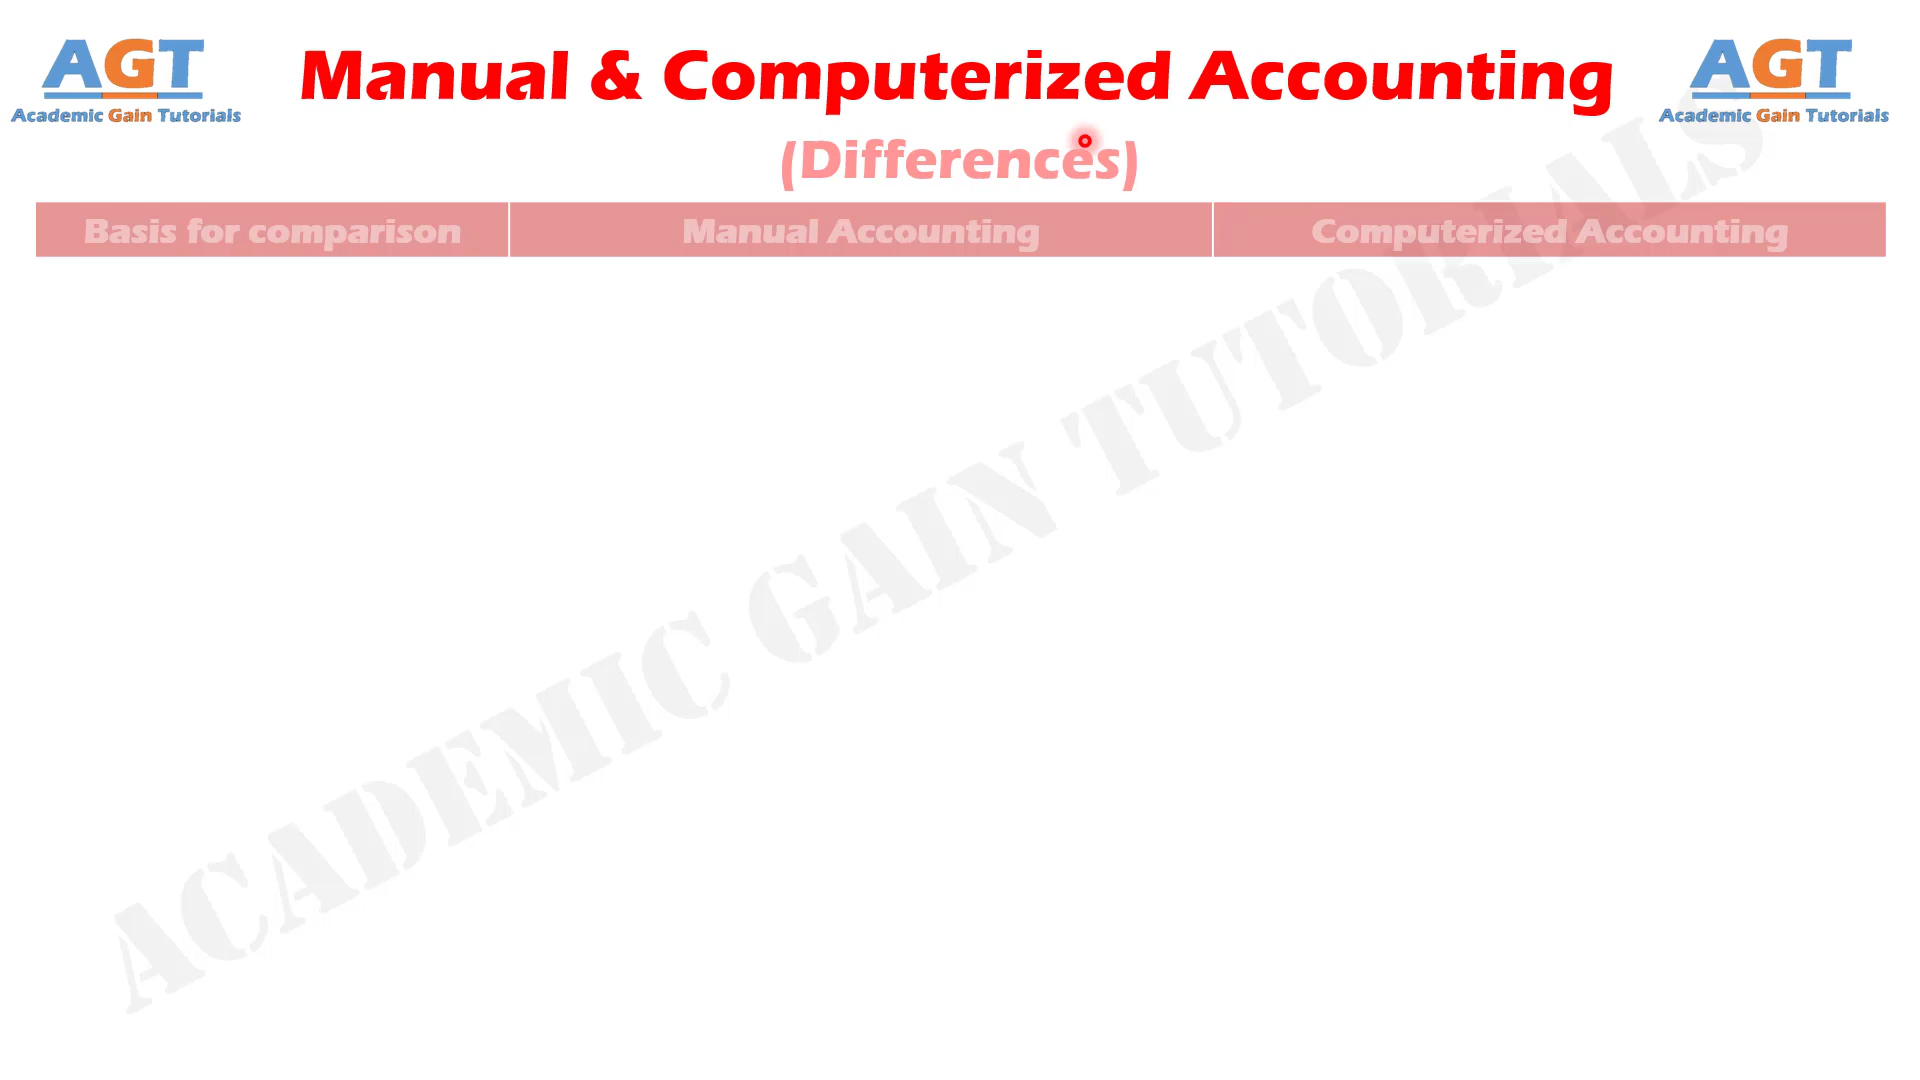 AGT
Academic Gain Tutorials
Manual & Computerized Accounting
AGT
Academic Gain Tutorials
(Differences)
Basis for comparison
Manual Accounting
Computerized Accounting
ACADEMIC GAIN TUTORIALS